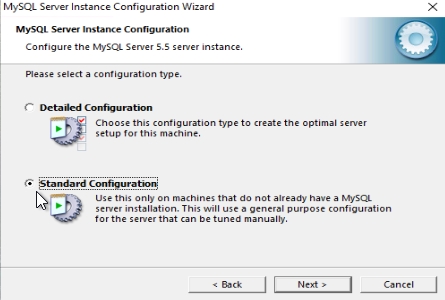 MySQL Server Instance Configuration Wizard
MySQL Server Instance Configuration
Configure the MySQL Server 5.5 server instance.
Please select a configuration type.
Detailed Configuration
Choose this configuration type to create the optimal server
setup for this machine.
Standard Configuration
Use this only on machines that do not already have a MySQL
server installation. This will use a general purpose configuration
for the server that can be tuned manually.
< Back
Next >
Cancel